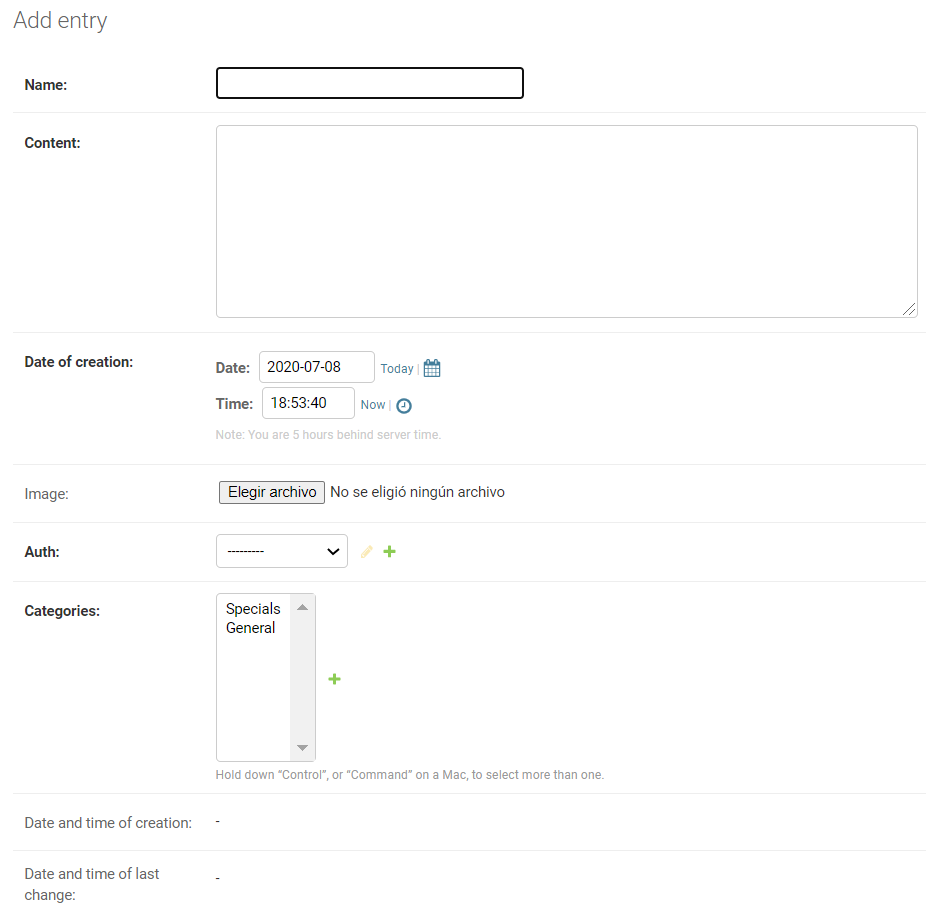 Add entry
Name:
Content:
Date of creation:
Date: 2020-07-08 Today |
Time: 18:53:40 Now |
Note: You are 5 hours behind server time.
Image: Elegir archivo No se eligió ningún archivo
Auth: ---------
Categories:
Specials
General
Hold down “Control”, or “Command” on a Mac, to select more than one.
Date and time of creation: -
Date and time of last
change: -